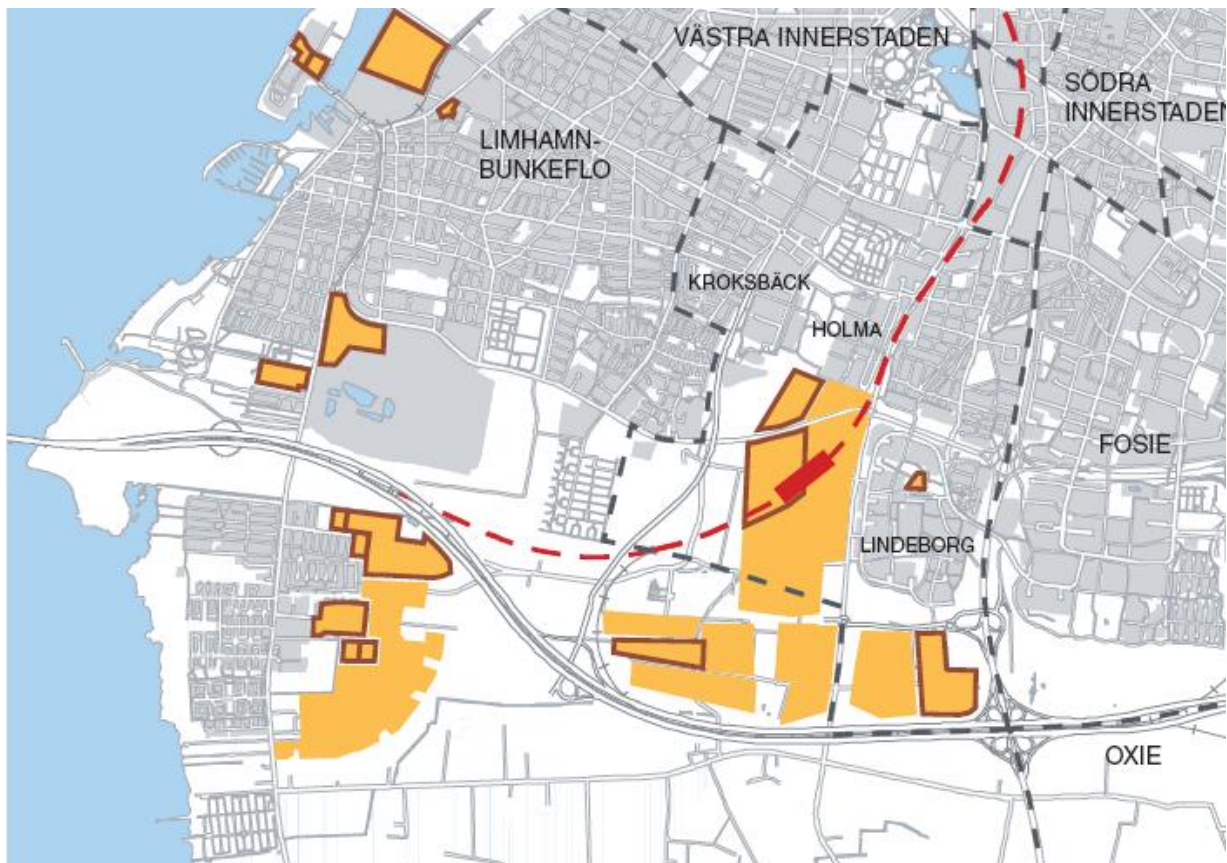 VÄSTRA INNERSTADEN
SÖDRA
INNERSTADEN
LIMHAMN-
BUNKEFLO
KROKSBÄCK
HOLMA
FOSIE
LINDEBORG
OXIE